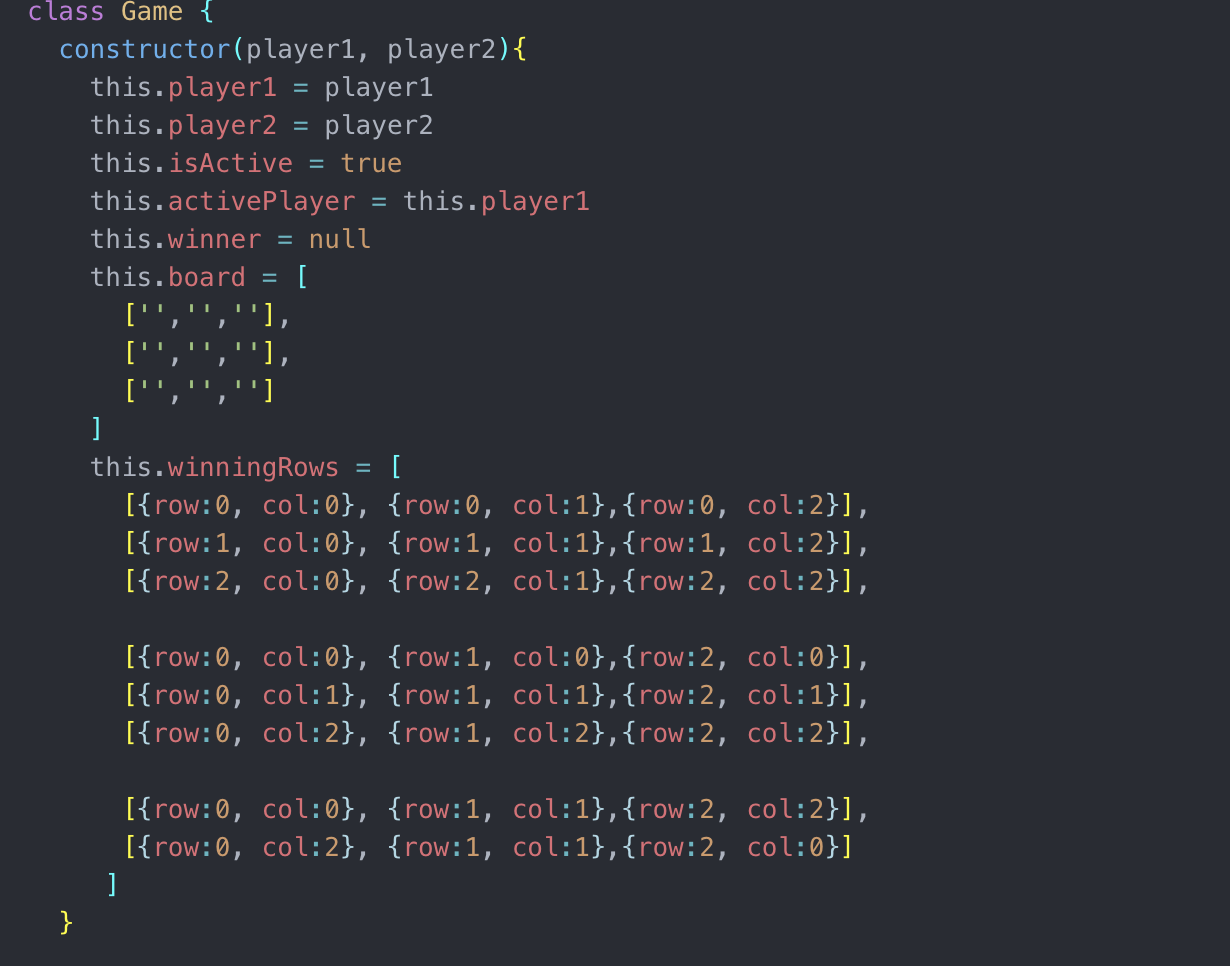 class Game {
  constructor(player1, player2){
    this.player1 = player1
    this.player2 = player2
    this.isActive = true
    this.activePlayer = this.player1
    this.winner = null
    this.board = [
      ['','',''],
      ['','',''],
      ['','','']
    ]
    this.winningRows = [
      [{row:0, col:0}, {row:0, col:1},{row:0, col:2}],
      [{row:1, col:0}, {row:1, col:1},{row:1, col:2}],
      [{row:2, col:0}, {row:2, col:1},{row:2, col:2}],

      [{row:0, col:0}, {row:1, col:0},{row:2, col:0}],
      [{row:0, col:1}, {row:1, col:1},{row:2, col:1}],
      [{row:0, col:2}, {row:1, col:2},{row:2, col:2}],

      [{row:0, col:0}, {row:1, col:1},{row:2, col:2}],
      [{row:0, col:2}, {row:1, col:1},{row:2, col:0}]
     ]
  }